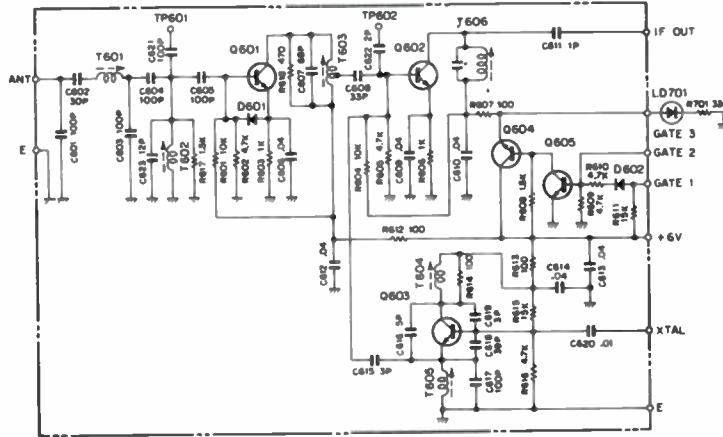 TP601
TP602
T606
C621
100P
T601
Q601
T603
C622 2P
Q602
C611 1P
IF OUT
ANT
C602
30P
C604
100P
C605
100P
R618 470
C607 68P
C608
33P
LD701
R701 33
D601
R607 100
Q604
Q605
GATE 3
GATE 2
GATE 1
E
C601 100P
C603 100P
C623 12P
T602
R617 1.8K
R601 10K
R602 4.7K
R603 1K
C606 .04
R604 10K
R605 4.7K
C609 .04
R606 1K
C610 .04
R608 1.8K
R610
4.7K
D602
R609
4.7K
R611
15K
R612 100
+6V
C612 .04
T604
R614 100
R613
100
C614
.04
C613 .04
Q603
C616 5P
C619
3P
C618
39P
R615
15K
XTAL
C615 3P
T605
C617
100P
R616 4.7K
C620 .01
E